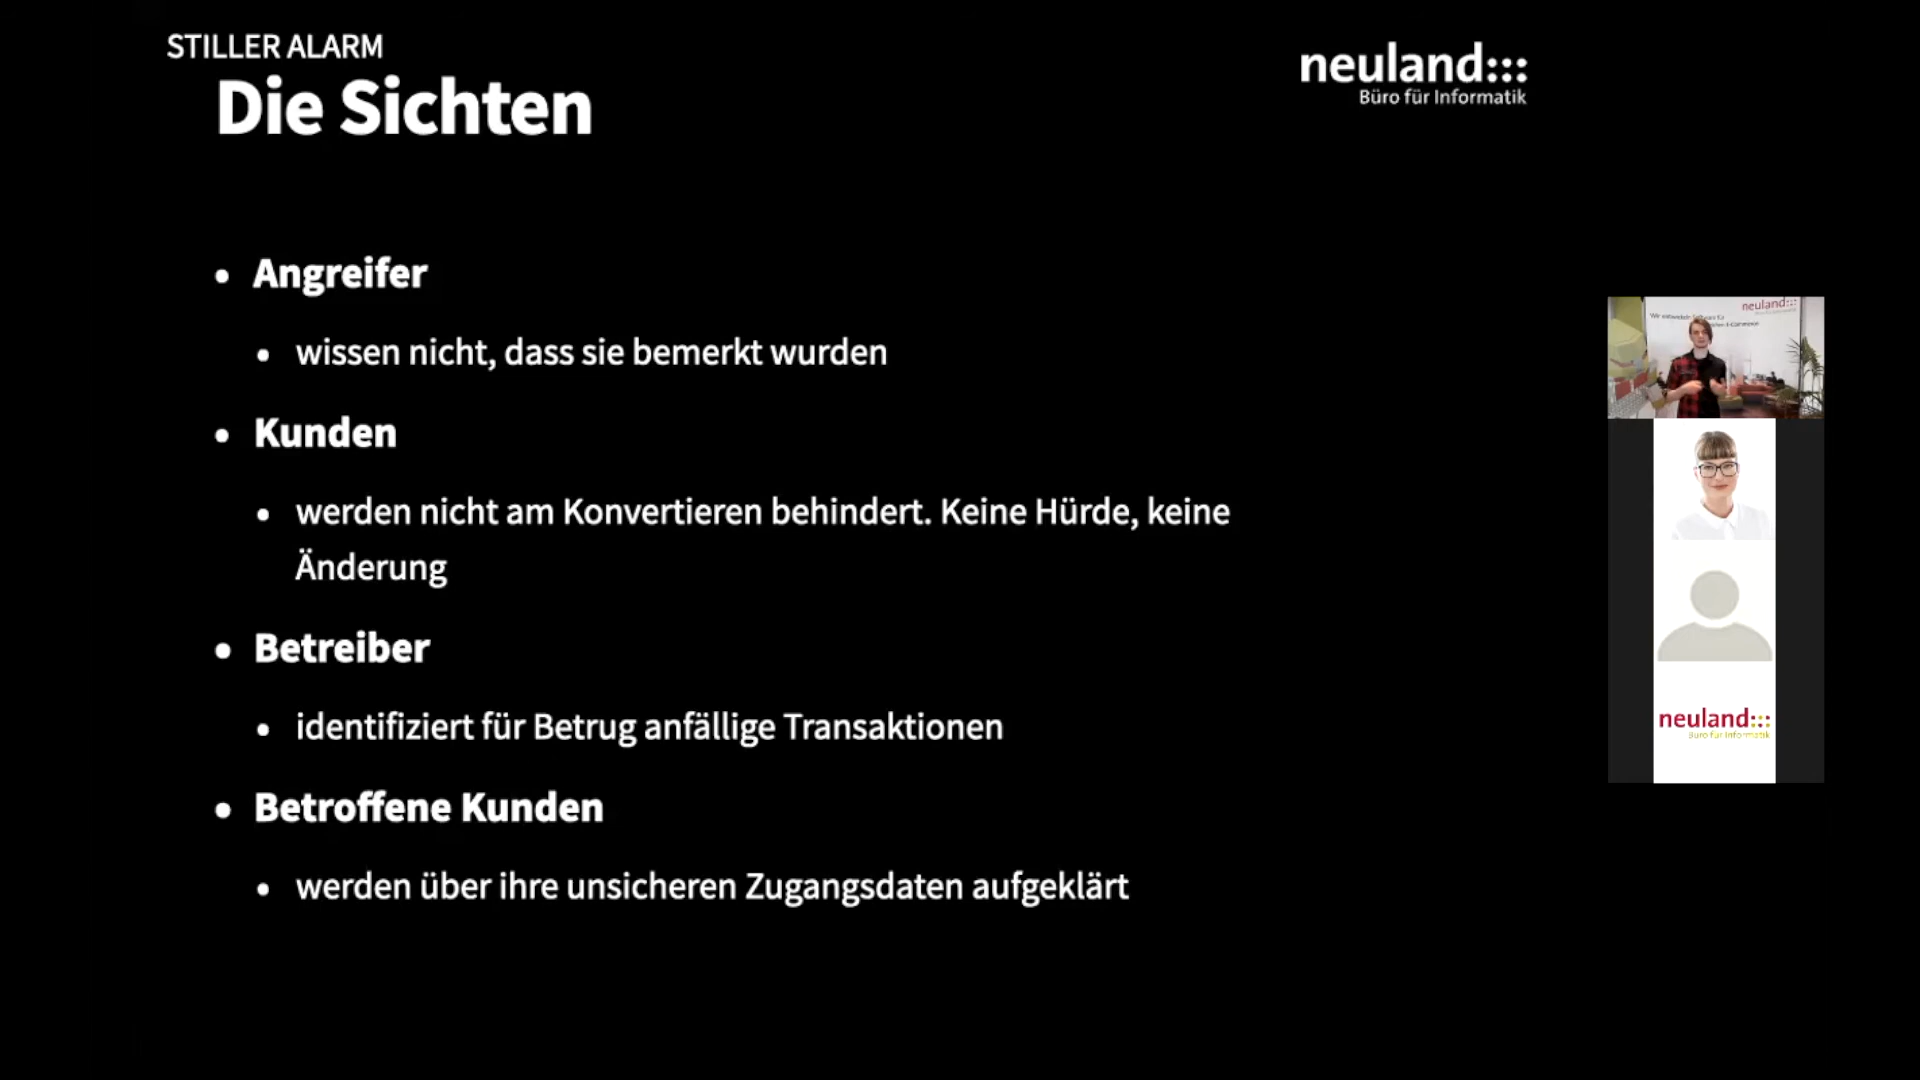 STILLER ALARM
Die Sichten
neuland:::
Büro für Informatik
• Angreifer
• wissen nicht, dass sie bemerkt wurden
• Kunden
• werden nicht am Konvertieren behindert. Keine Hürde, keine
Änderung
• Betreiber
• identifiziert für Betrug anfällige Transaktionen
• Betroffene Kunden
• werden über ihre unsicheren Zugangsdaten aufgeklärt
neuland:::
neuland:::
Büro für Informatik